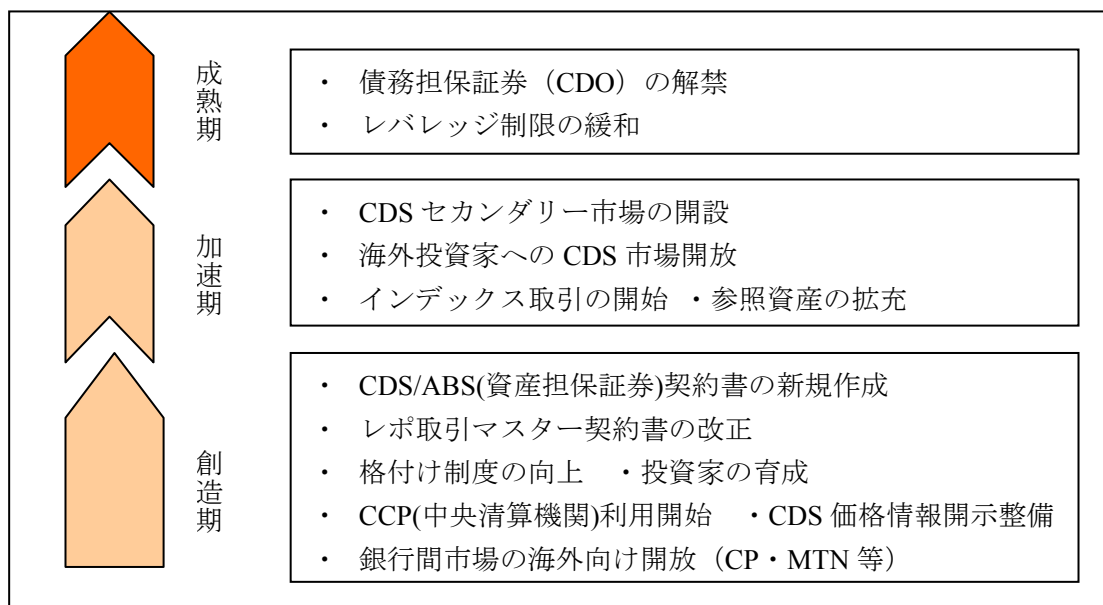 成熟期
・ 債務担保証券（CDO）の解禁
・ レバレッジ制限の緩和
加速期
・ CDS セカンダリー市場の開設
・ 海外投資家への CDS 市場開放
・ インデックス取引の開始 ・参照資産の拡充
創造期
・ CDS/ABS(資産担保証券)契約書の新規作成
・ レポ取引マスター契約書の改正
・ 格付け制度の向上 ・投資家の育成
・ CCP(中央清算機関)利用開始 ・CDS 価格情報開示整備
・ 銀行間市場の海外向け開放（CP・MTN 等）